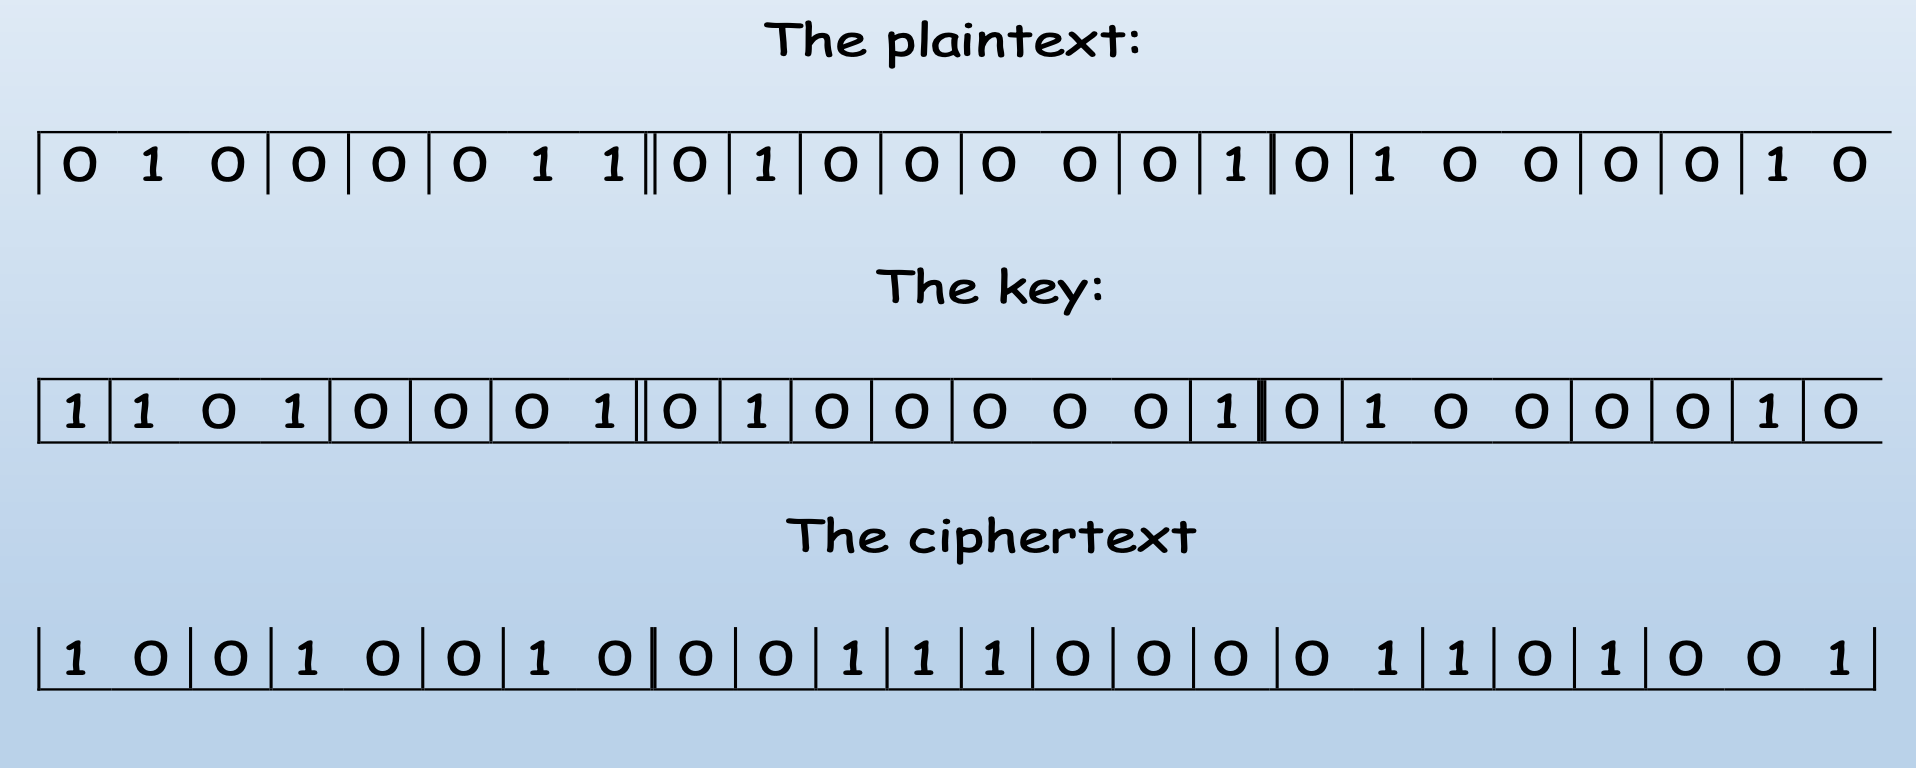 The plaintext:
0 1 0 0 0 0 1 1 0 1 0 0 0 0 0 1 0 1 0 0 0 0 1 0
The key:
1 1 0 1 0 0 0 1 0 1 0 0 0 0 0 1 0 1 0 0 0 0 1 0
The ciphertext
1 0 0 1 0 0 1 0 0 0 1 1 1 0 0 0 0 1 1 0 1 0 0 1